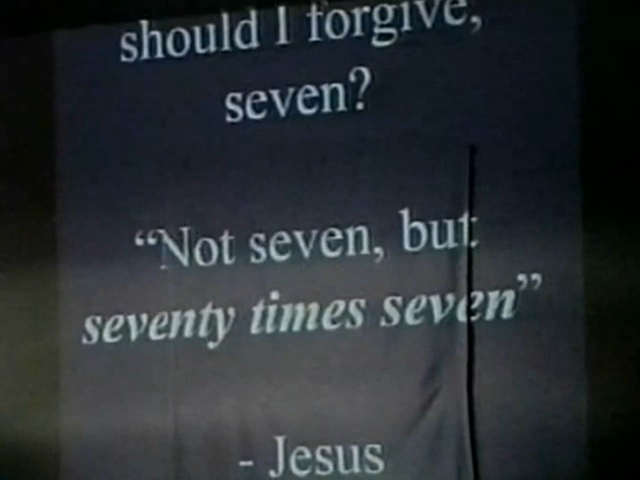 should I forgive,
seven?
“Not seven, but
seventy times seven”
- Jesus